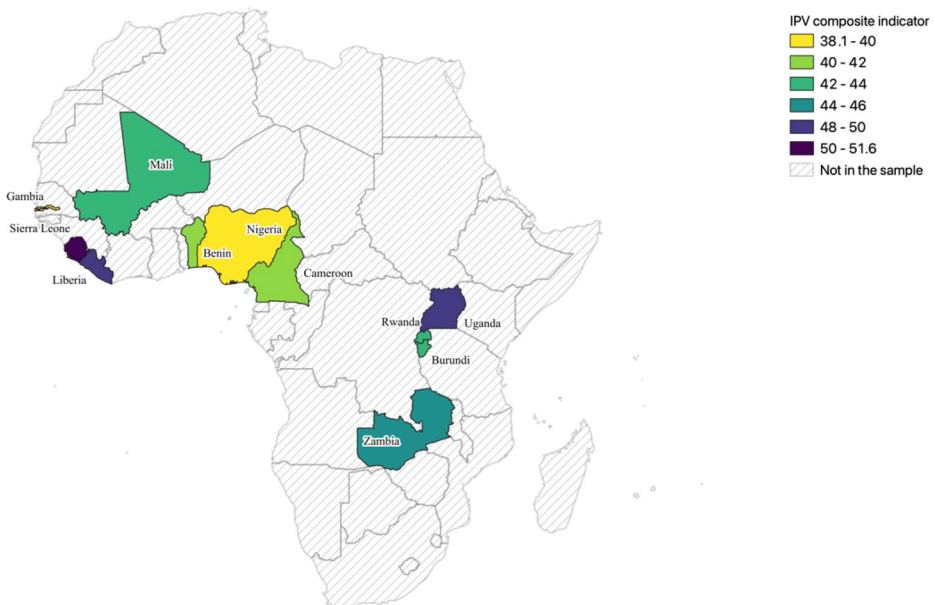 IPV composite indicator
38.1 - 40
40 - 42
42 - 44
44 - 46
48 - 50
50 - 51.6
Not in the sample
Mali
Gambia
Sierra Leone
Nigeria
Benin
Liberia
Cameroon
Rwanda
Uganda
Burundi
Zambia